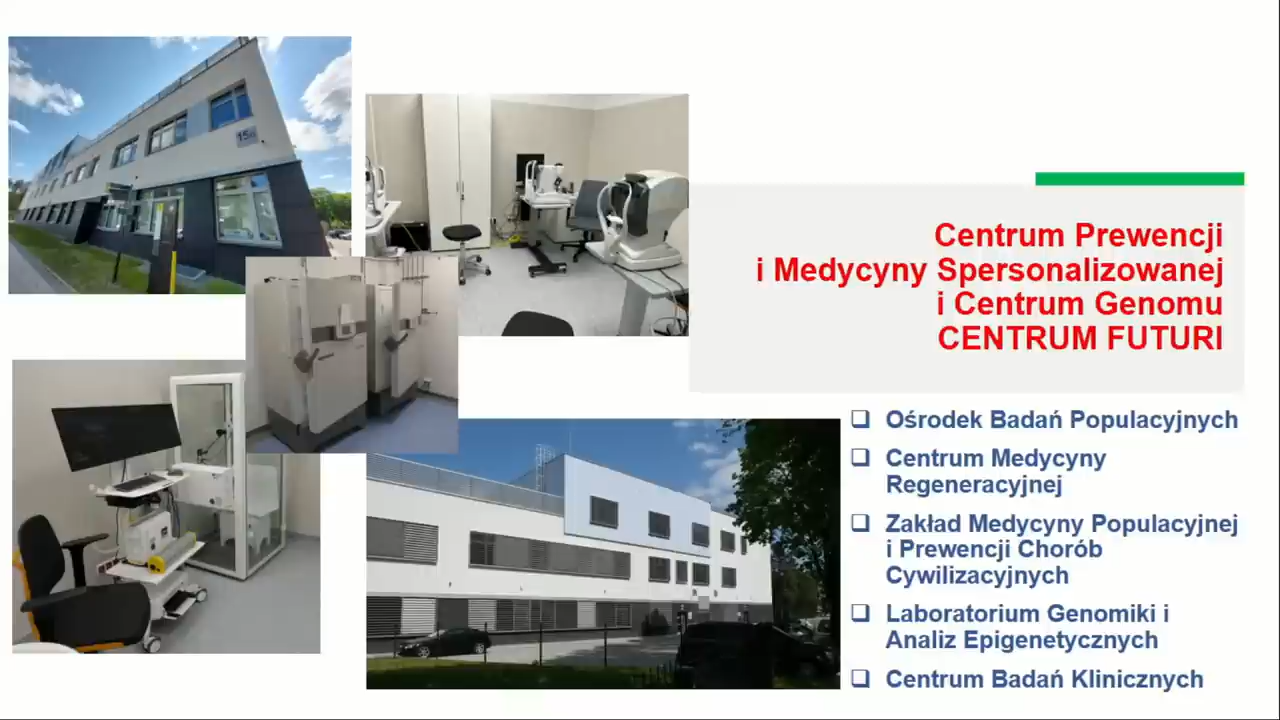 Centrum Prewencji
i Medycyny Spersonalizowanej
i Centrum Genomu
CENTRUM FUTURI
Ośrodek Badań Populacyjnych
Centrum Medycyny
Regeneracyjnej
Zakład Medycyny Populacyjnej
i Prewencji Chorób
Cywilizacyjnych
Laboratorium Genomiki i
Analiz Epigenetycznych
Centrum Badań Klinicznych